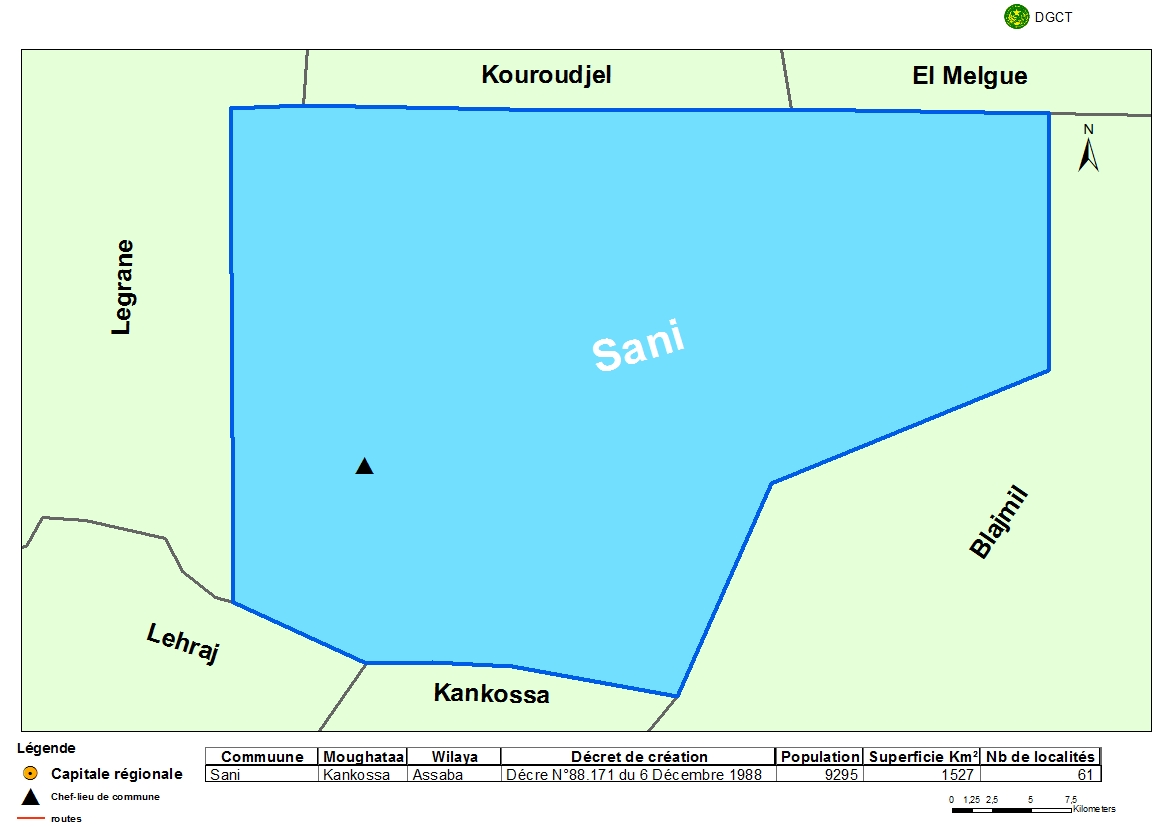 DGCT
Kouroudjel
El Melgue
N
Legrane
Sani
Blajmil
Lehraj
Kankossa
Légende
Capitale régionale
Chef-lieu de commune
routes
Commuune Moughataa Wilaya Décret de création Population Superficie Km² Nb de localités
Sani Kankossa Assaba Décre N°88.171 du 6 Décembre 1988 9295 1527 61
0 1,25 2,5 5 7,5
Kilometers